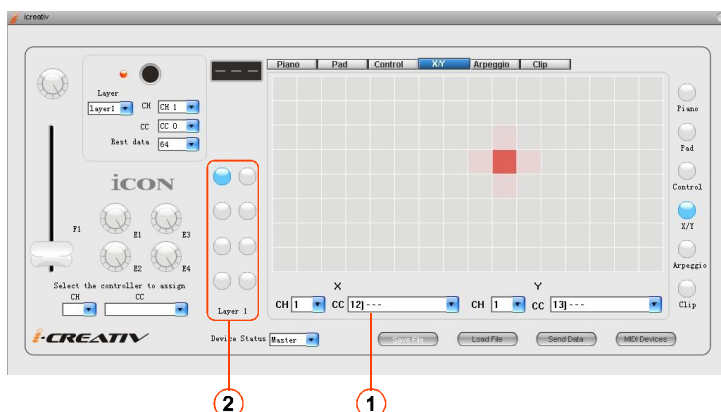 icreativ
Piano Pad Control X/Y Arpeggio Clip
Layer
layer1 CH CH 1
CC CC 0
Rest data 64
iCON
F1 E1 E3
E2 E4
Select the controller to assign
CH CC
i-CREATIV
Layer 1
X Y
CH 1 CC 12) --- CH 1 CC 13) ---
Device Status Master Save File Load File Send Data MIDI Devices
Piano
Pad
Control
X/Y
Arpeggio
Clip
2 1